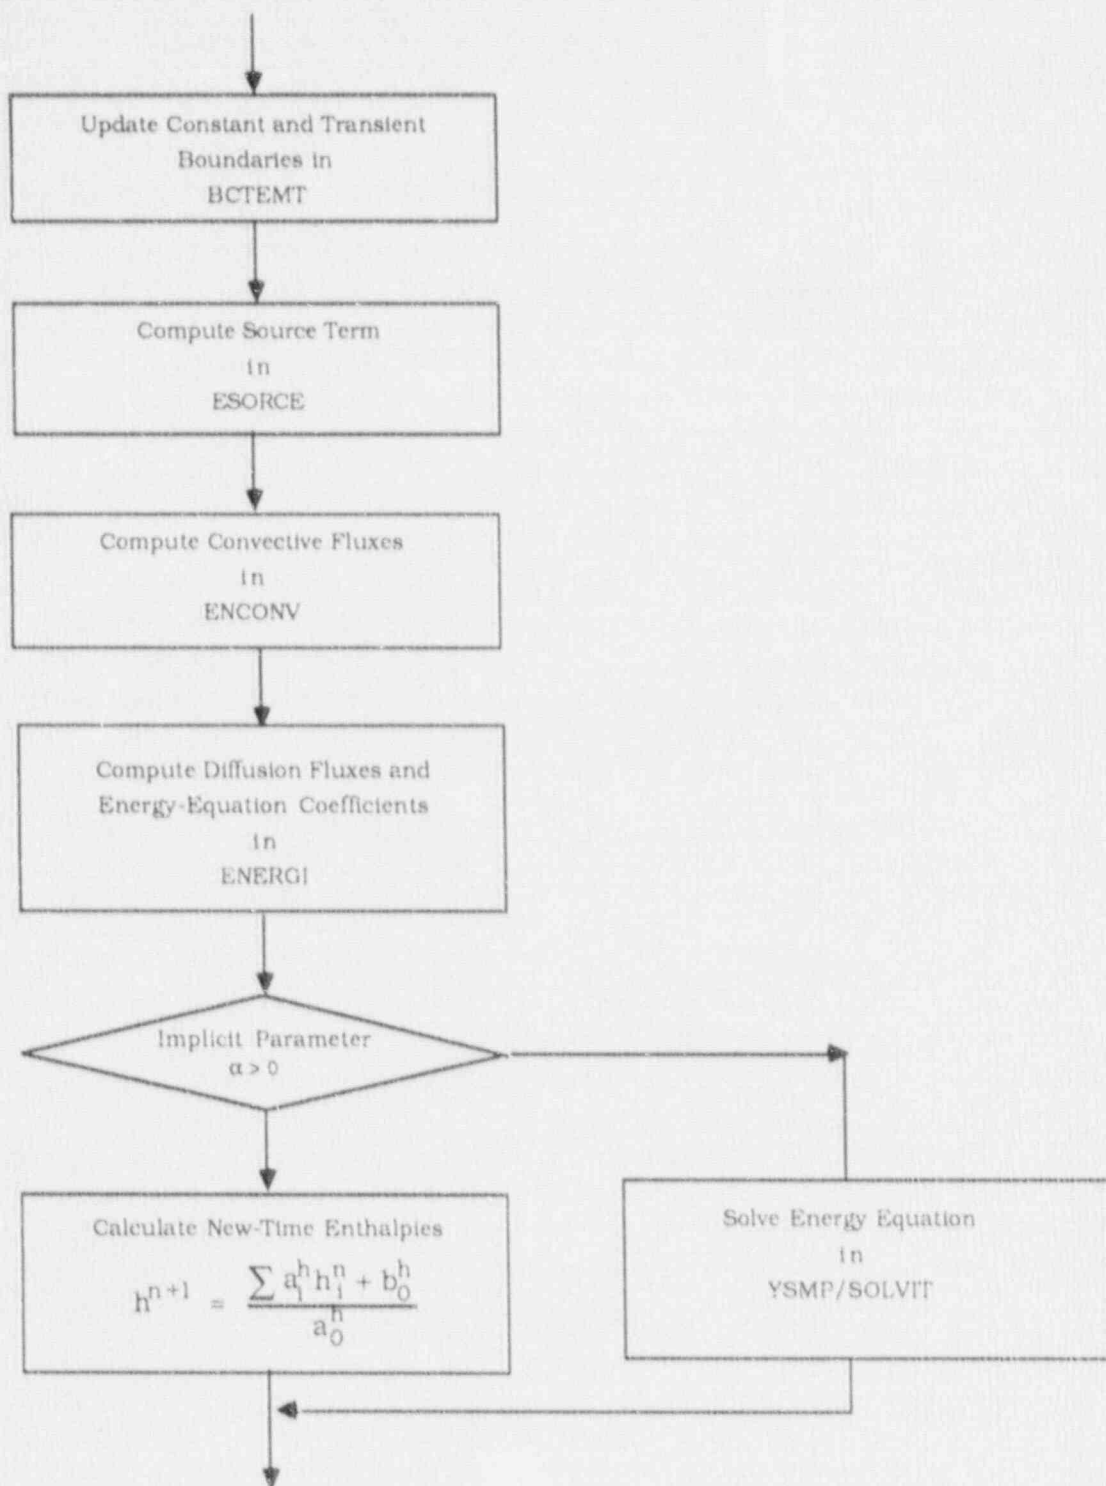 Update Constant and Transient
Boundaries in
BCTEMT
Compute Source Term
in
ESORCE
Compute Convective Fluxes
in
ENCONV
Compute Diffusion Fluxes and
Energy-Equation Coefficients
in
ENERGI
Implicit Parameter
α > 0
Calculate New-Time Enthalpies
h^{n+1} = \frac{\sum a_i^h h_i^n + b_0^h}{a_0^h}
Solve Energy Equation
in
YSMP/SOLVIT